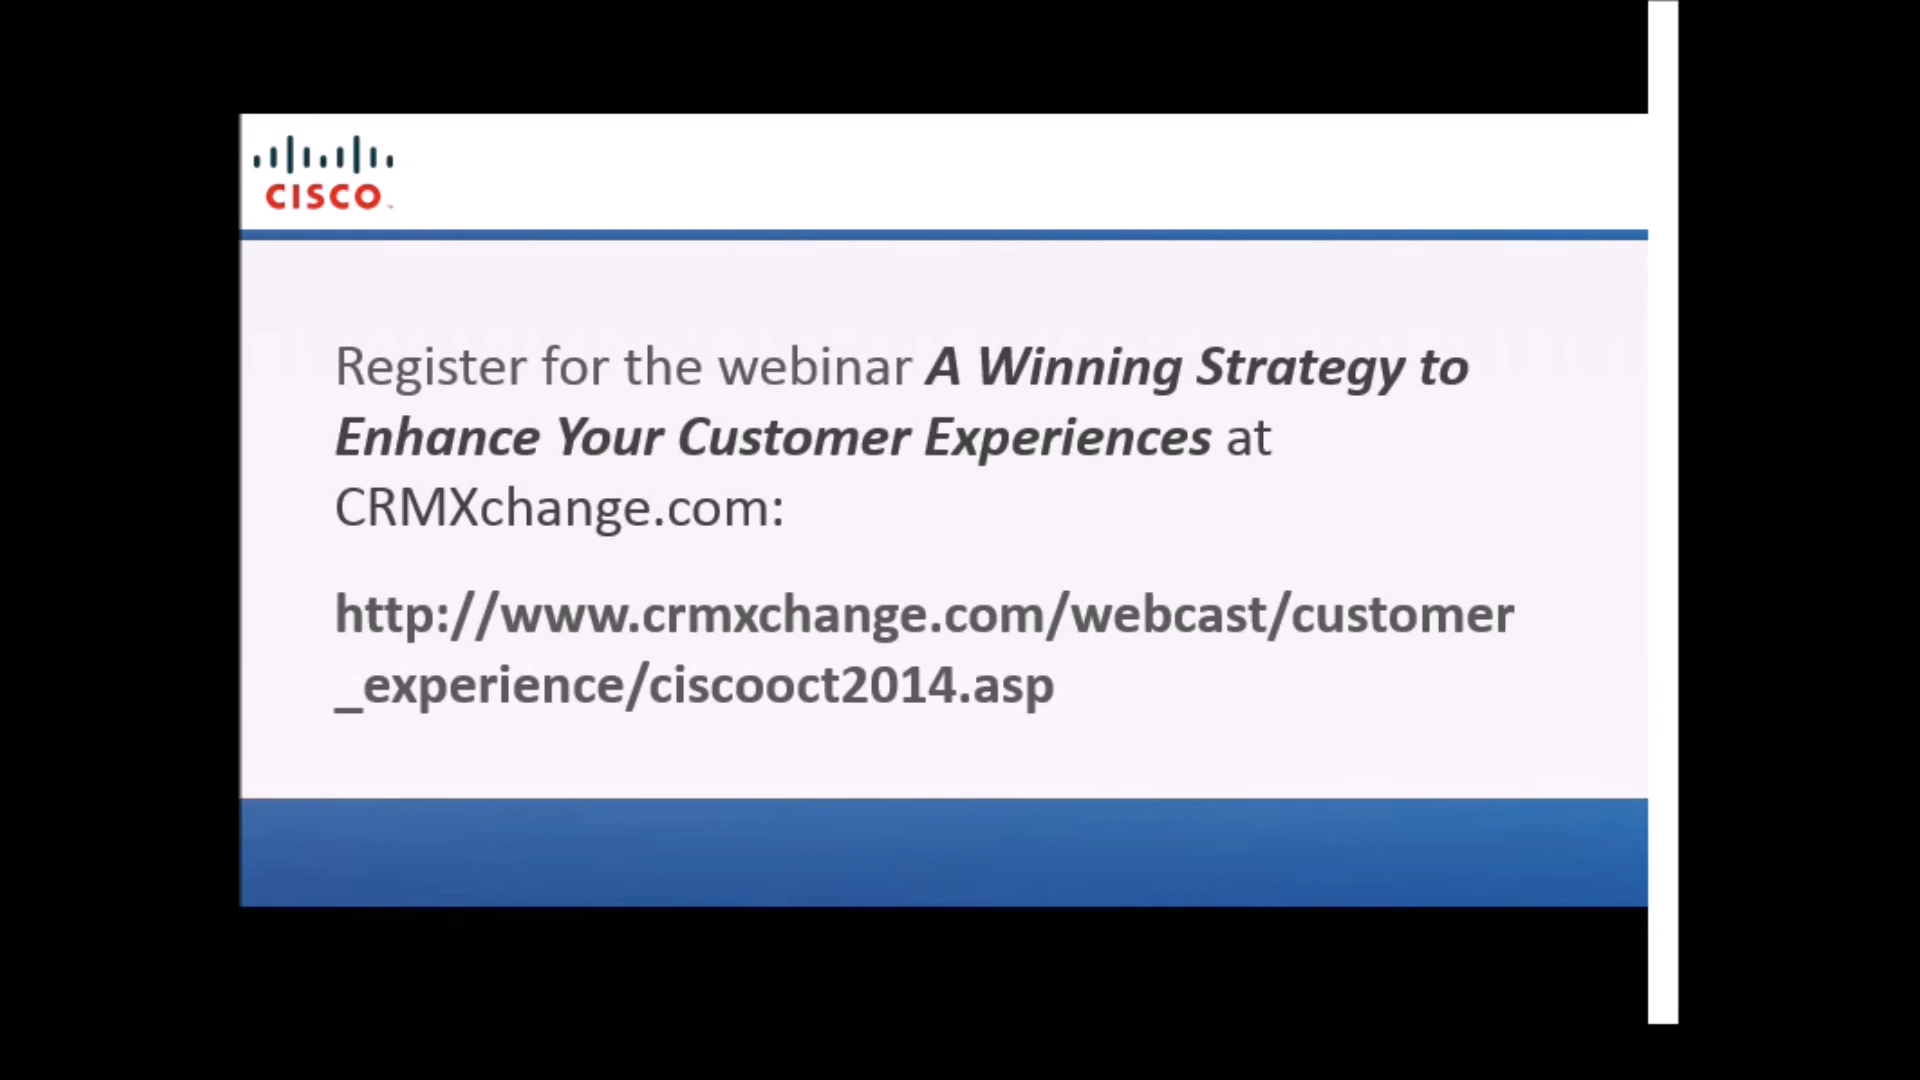 CISCO
Register for the webinar A Winning Strategy to
Enhance Your Customer Experiences at
CRMXchange.com:
http://www.crmxchange.com/webcast/customer
_experience/ciscooct2014.asp